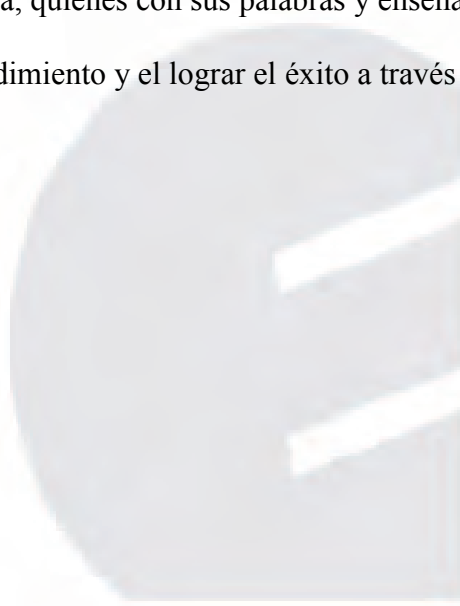 a, quienes con sus palabras y enseña
dimiento y el lograr el éxito a través